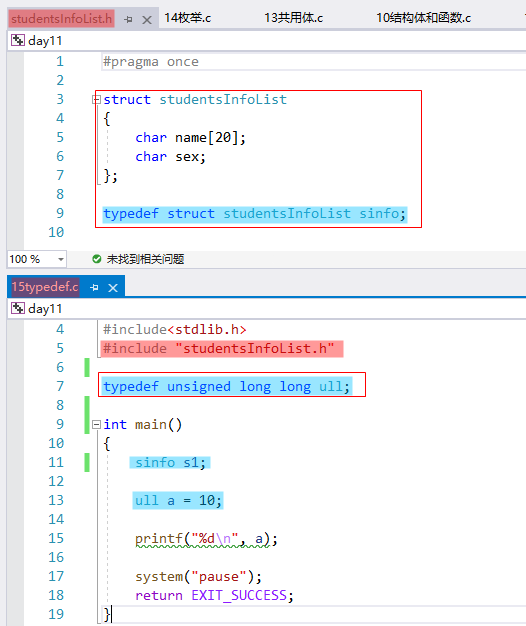 studentsInfoList.h 14枚举.c 13共用体.c 10结构体和函数.c
day11
1 #pragma once
2
3 struct studentsInfoList
4 {
5 char name[20];
6 char sex;
7 };
8
9 typedef struct studentsInfoList sinfo;
10
100 % 未找到相关问题
15typedef.c
day11
4 #include<stdlib.h>
5 #include "studentsInfoList.h"
6
7 typedef unsigned long long ull;
8
9 int main()
10 {
11 sinfo s1;
12
13 ull a = 10;
14
15 printf("%d\n", a);
16
17 system("pause");
18 return EXIT_SUCCESS;
19 }